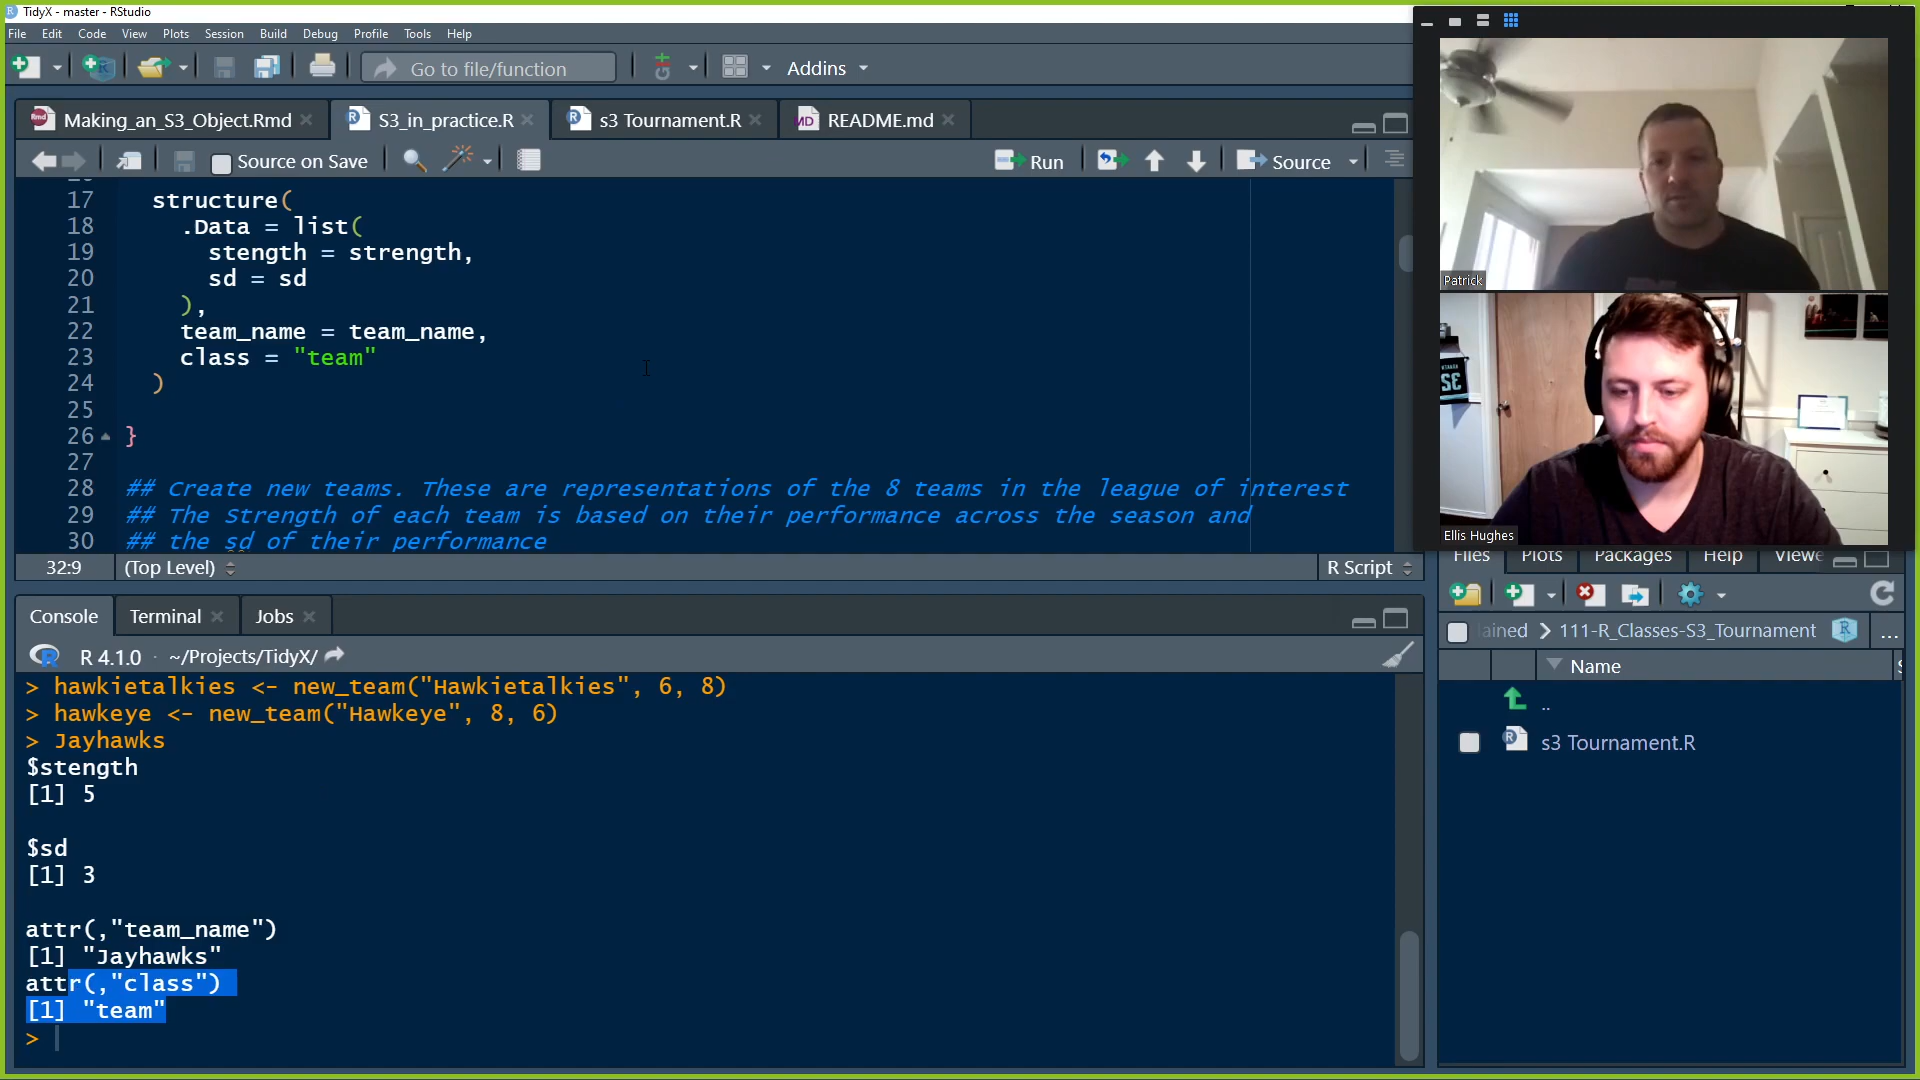 TidyX - master - RStudio
File Edit Code View Plots Session Build Debug Profile Tools Help
Go to file/function Addins
Making_an_S3_Object.Rmd S3_in_practice.R s3 Tournament.R README.md
Source on Save Run Source
17 structure(
18 .Data = list(
19 stength = strength,
20 sd = sd
21 ),
22 team_name = team_name,
23 class = "team"
24 )
25
26 }
27
28 ## Create new teams. These are representations of the 8 teams in the league of interest
29 ## The Strength of each team is based on their performance across the season and
30 ## the sd of their performance
32:9 (Top Level) R Script
Console Terminal Jobs
R 4.1.0 · ~/Projects/TidyX/
> hawkietalkies <- new_team("Hawkietalkies", 6, 8)
> hawkeye <- new_team("Hawkeye", 8, 6)
> Jayhawks
$stength
[1] 5
$sd
[1] 3
attr(,"team_name")
[1] "Jayhawks"
attr(,"class")
[1] "team"
>
Patrick
Ellis Hughes
Files Plots Packages Help Viewe
ained 111-R_Classes-S3_Tournament ...
Name
..
s3 Tournament.R